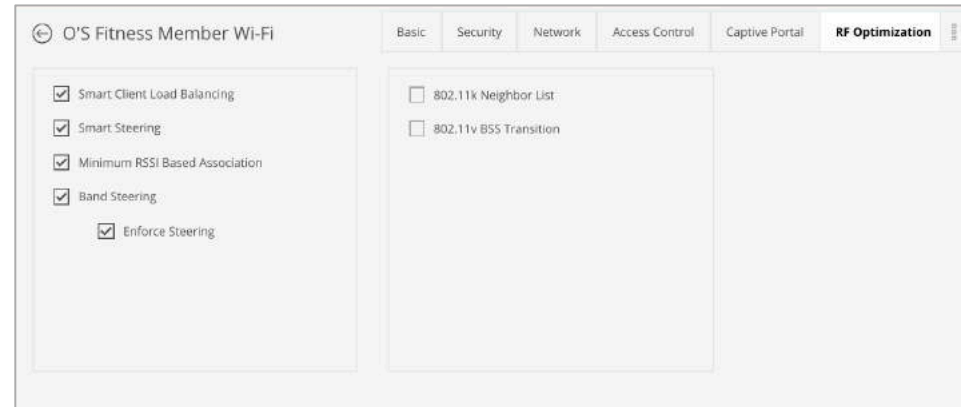 O'S Fitness Member Wi-Fi
Basic Security Network Access Control Captive Portal RF Optimization
Smart Client Load Balancing
Smart Steering
Minimum RSSI Based Association
Band Steering
Enforce Steering
802.11k Neighbor List
802.11v BSS Transition